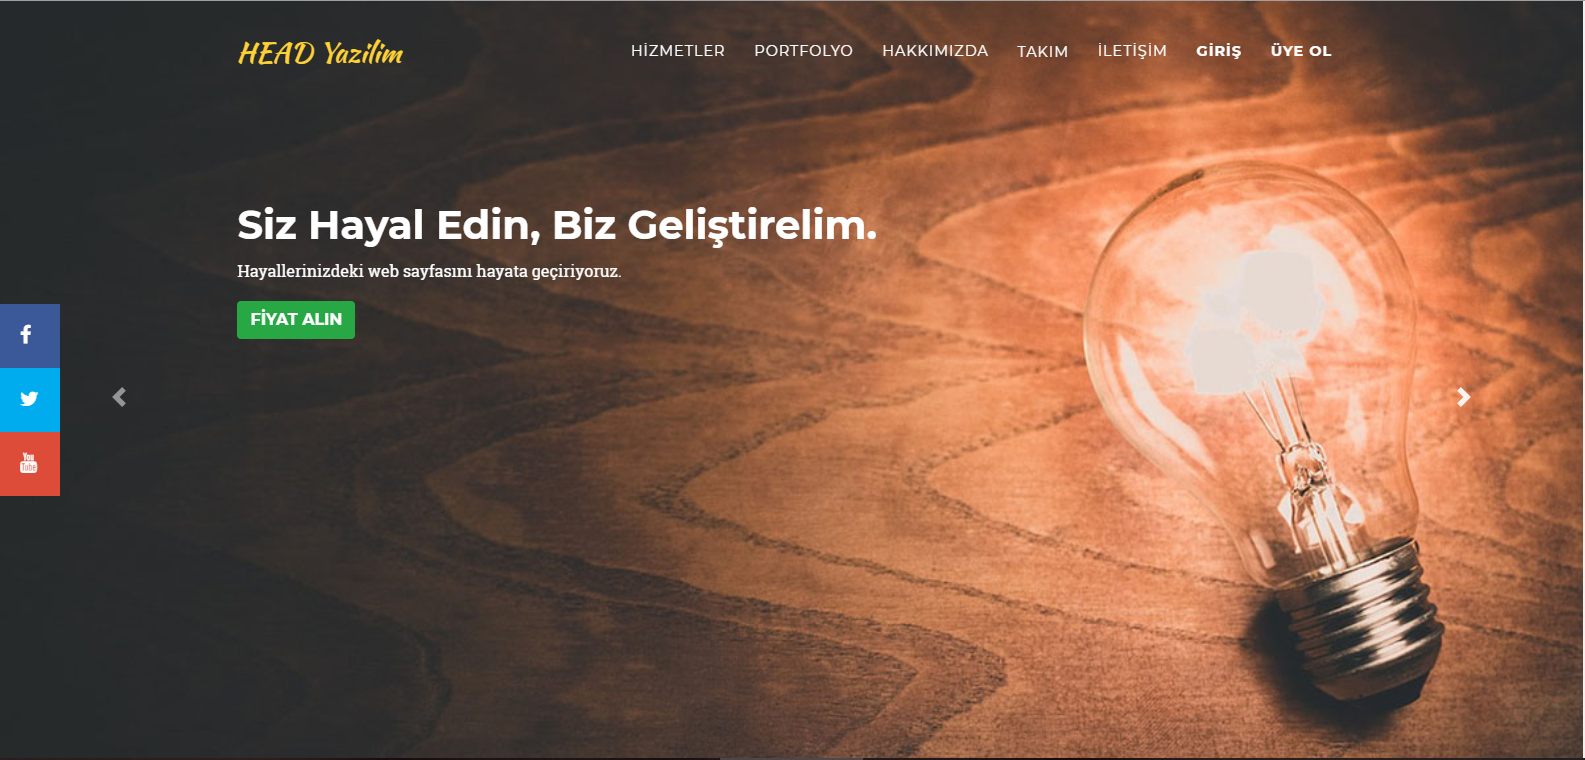 HEAD Yazilim
HİZMETLER PORTFOLYO HAKKIMIZDA TAKIM İLETİŞİM GİRİŞ ÜYE OL
Siz Hayal Edin, Biz Geliştirelim.
Hayallerinizdeki web sayfasını hayata geçiriyoruz.
FİYAT ALIN
f
You
Tube